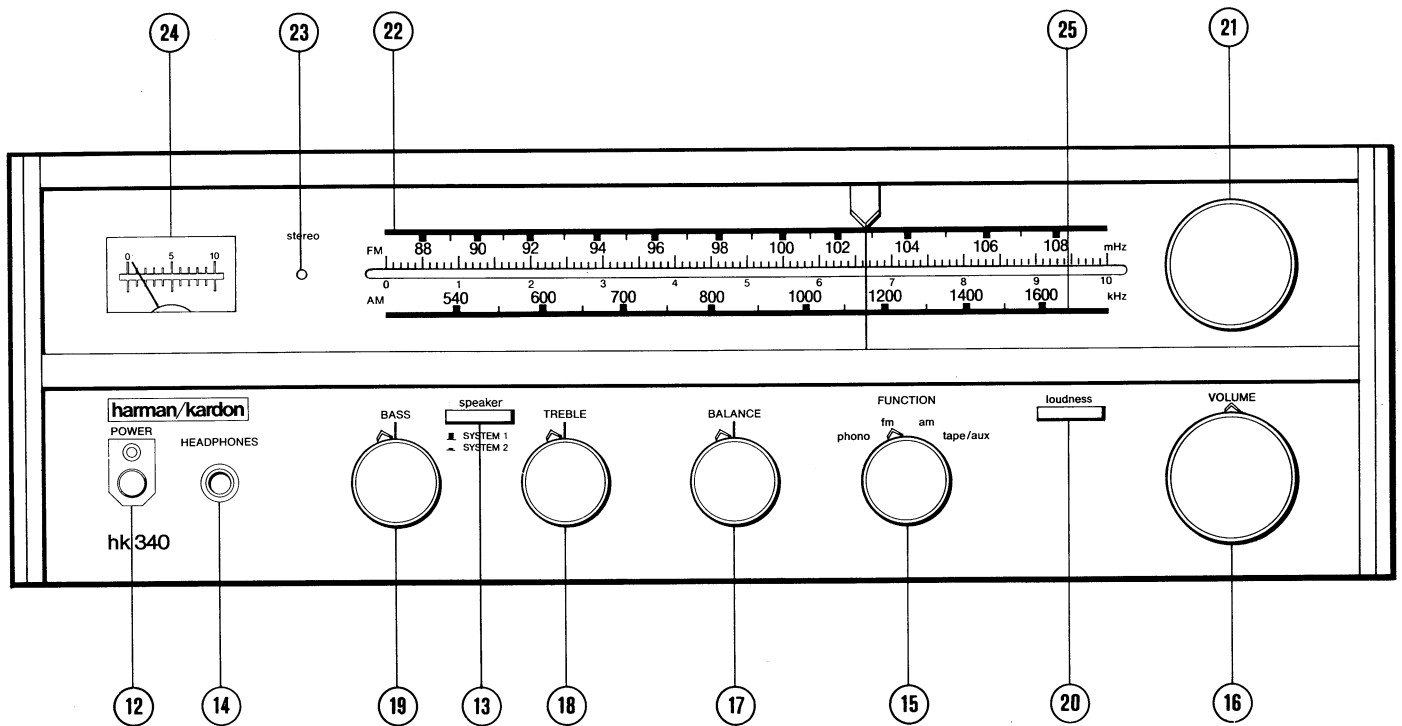 24 23 22 25 21
stereo
0 5 10
FM 88 90 92 94 96 98 100 102 104 106 108 mHz
0 1 2 3 4 5 6 7 8 9 10
AM 540 600 700 800 1000 1200 1400 1600 kHz
harman/kardon
POWER
HEADPHONES
hk340
BASS
speaker
SYSTEM 1
SYSTEM 2
TREBLE
BALANCE
FUNCTION
phono fm am tape/aux
loudness
VOLUME
12 14 19 13 18 17 15 20 16